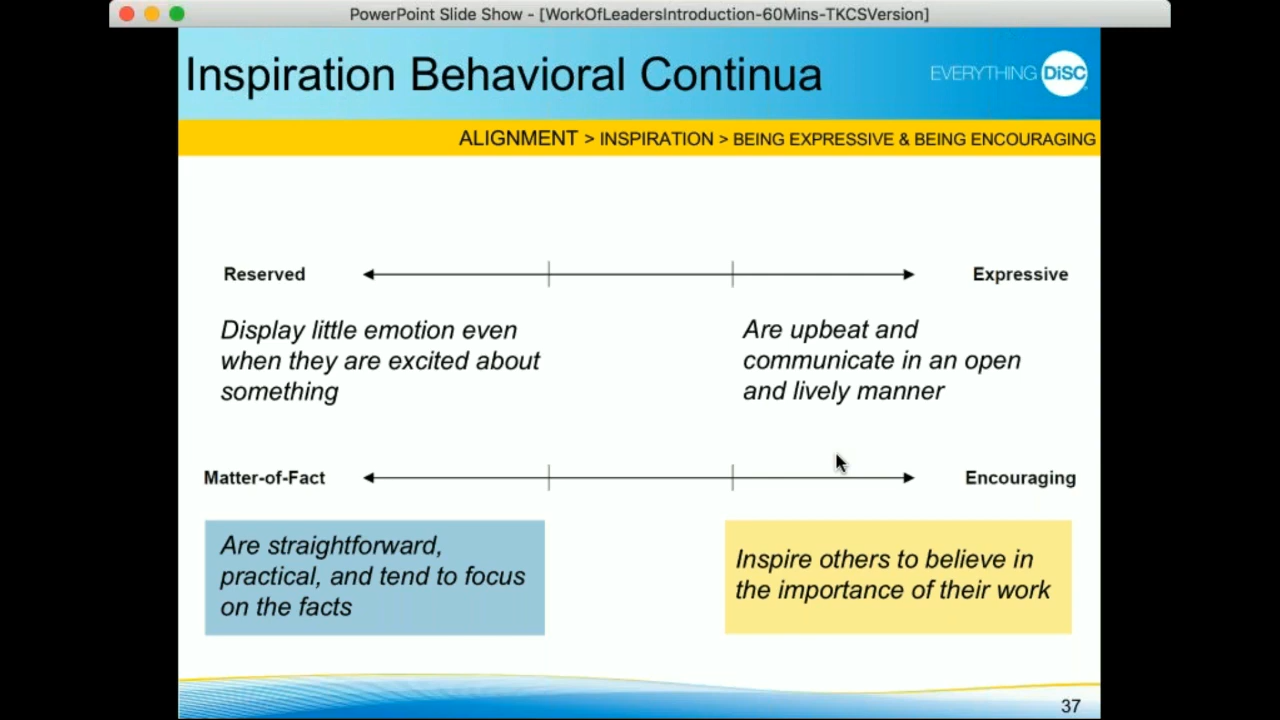 PowerPoint Slide Show - [WorkOfLeadersIntroduction-60Mins-TKCSVersion]
Inspiration Behavioral Continua
EVERYTHING DiSC
ALIGNMENT > INSPIRATION > BEING EXPRESSIVE & BEING ENCOURAGING
Reserved
Expressive
Display little emotion even
when they are excited about
something
Are upbeat and
communicate in an open
and lively manner
Matter-of-Fact
Encouraging
Are straightforward,
practical, and tend to focus
on the facts
Inspire others to believe in
the importance of their work
37